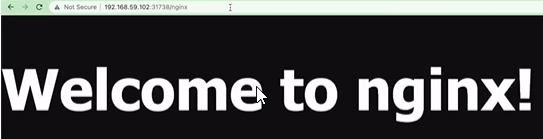 Not Secure 192.168.59.102:31738/nginx
Welcome to nginx!